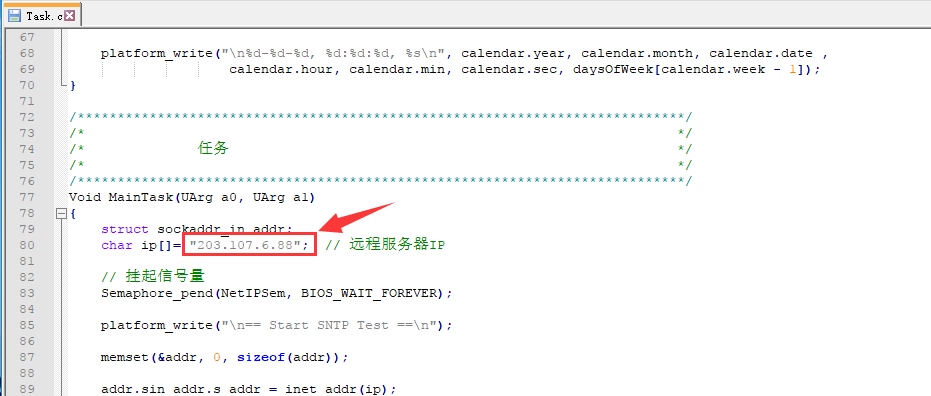 Task.c
67
68 platform_write("\n%d-%d-%d, %d:%d:%d, %s\n", calendar.year, calendar.month, calendar.date ,
69 calendar.hour, calendar.min, calendar.sec, daysOfWeek[calendar.week - 1]);
70 }
71
72 /****************************************************************************/
73 /* */
74 /* 任务 */
75 /* */
76 /****************************************************************************/
77 Void MainTask(UArg a0, UArg a1)
78 {
79 struct sockaddr_in addr;
80 char ip[]= "203.107.6.88"; // 远程服务器IP
81
82 // 挂起信号量
83 Semaphore_pend(NetIPSem, BIOS_WAIT_FOREVER);
84
85 platform_write("\n== Start SNTP Test ==\n");
86
87 memset(&addr, 0, sizeof(addr));
88
89 addr.sin_addr.s_addr = inet_addr(ip);